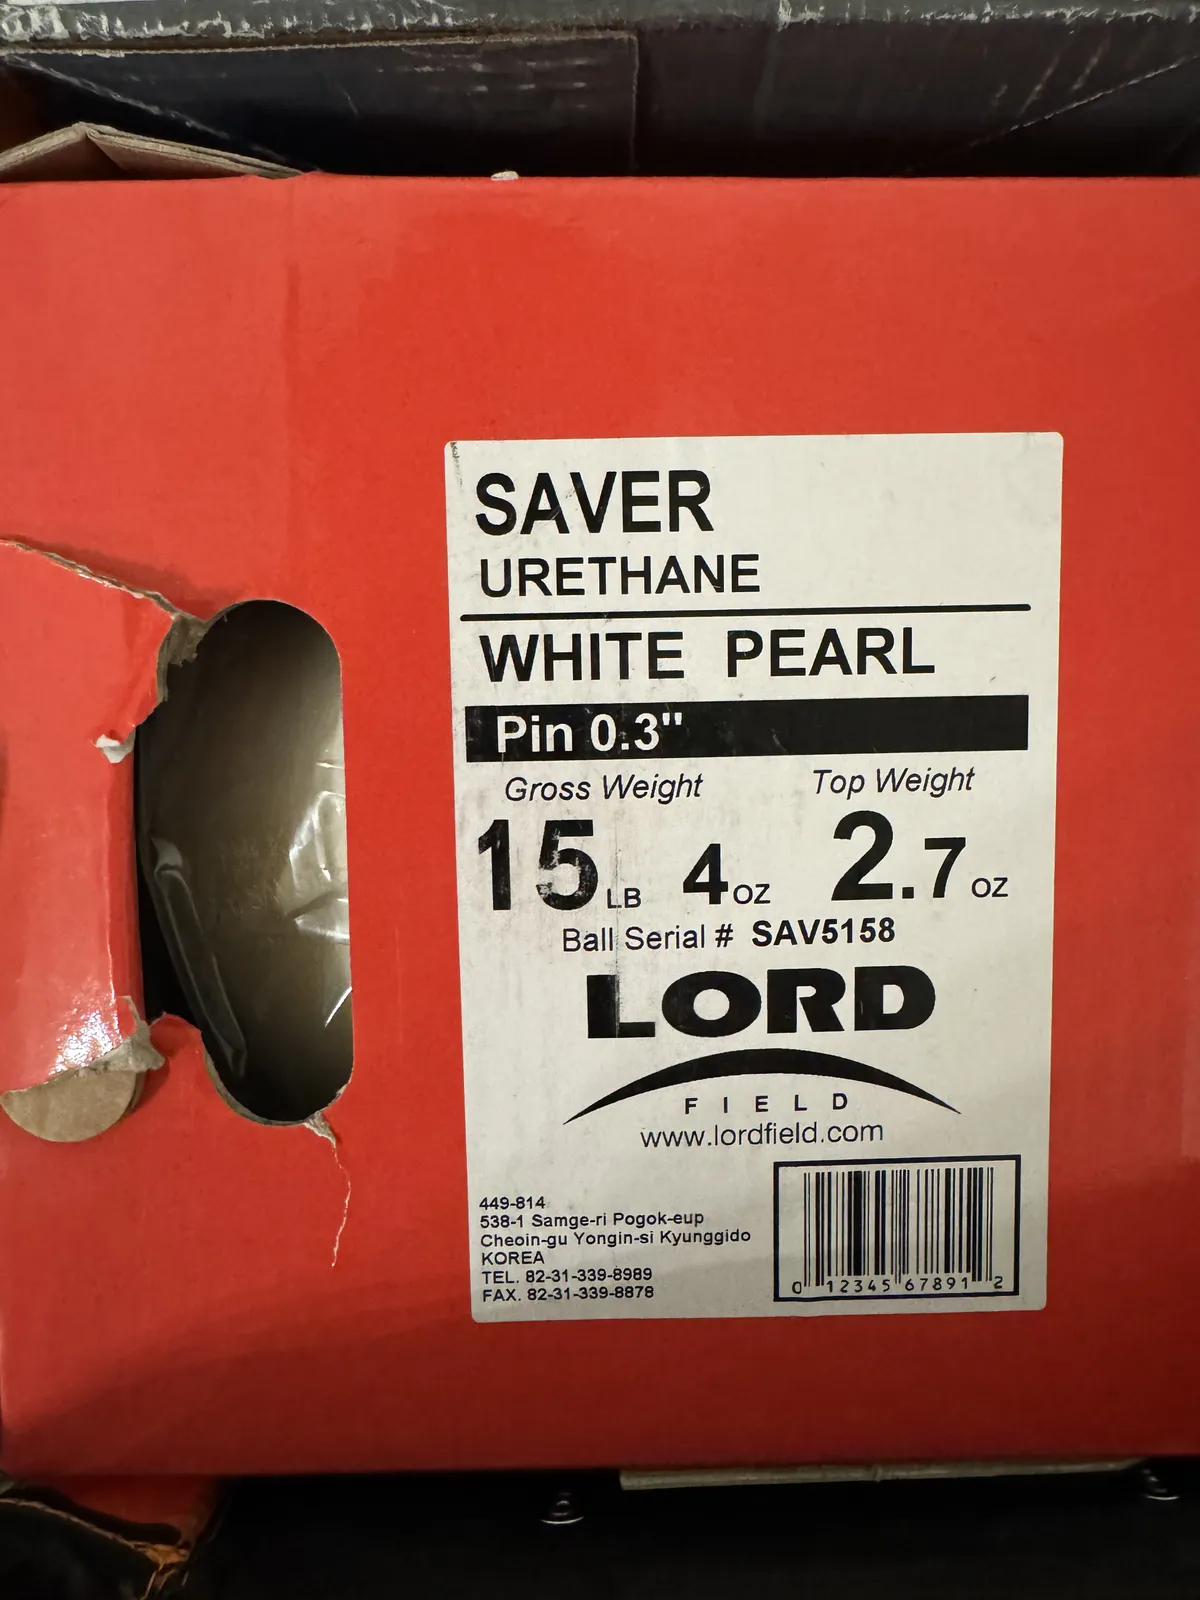 SAVER
URETHANE
WHITE PEARL
Pin 0.3"
Gross Weight Top Weight
15 LB 4 OZ 2.7 OZ
Ball Serial # SAV5158
LORD
FIELD
www.lordfield.com
449-814
538-1 Samge-ri Pogok-eup
Cheoin-gu Yongin-si Kyunggido
KOREA
TEL. 82-31-339-8989
FAX. 82-31-339-8878
0 12345 67891 2